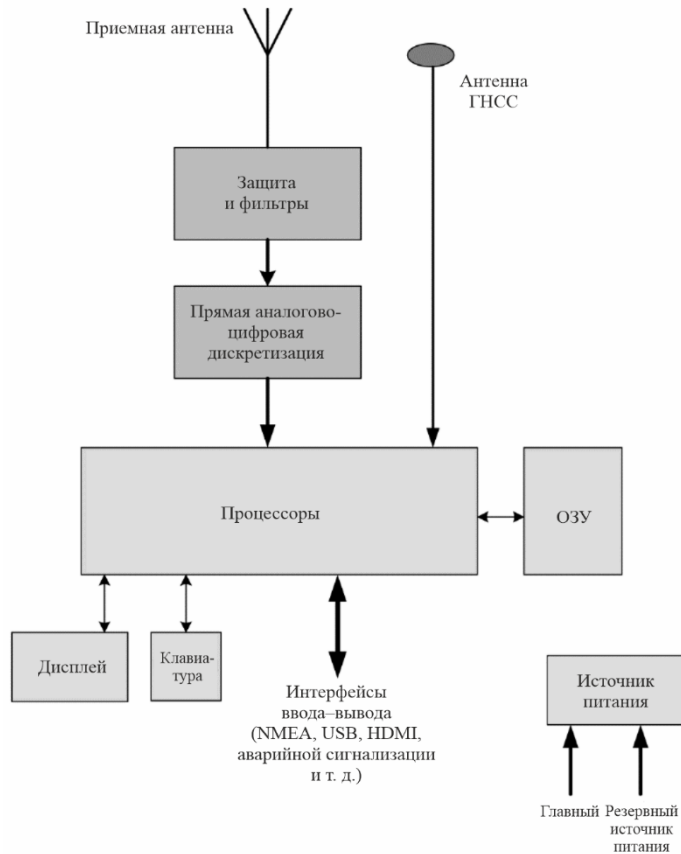 Приемная антенна
Антенна
ГНСС
Защита
и фильтры
Прямая аналогово-
цифровая
дискретизация
Процессоры
ОЗУ
Дисплей
Клавиа-
тура
Интерфейсы
ввода–вывода
(NMEA, USB, HDMI,
аварийной сигнализации
и т. д.)
Источник
питания
Главный
Резервный
источник
питания